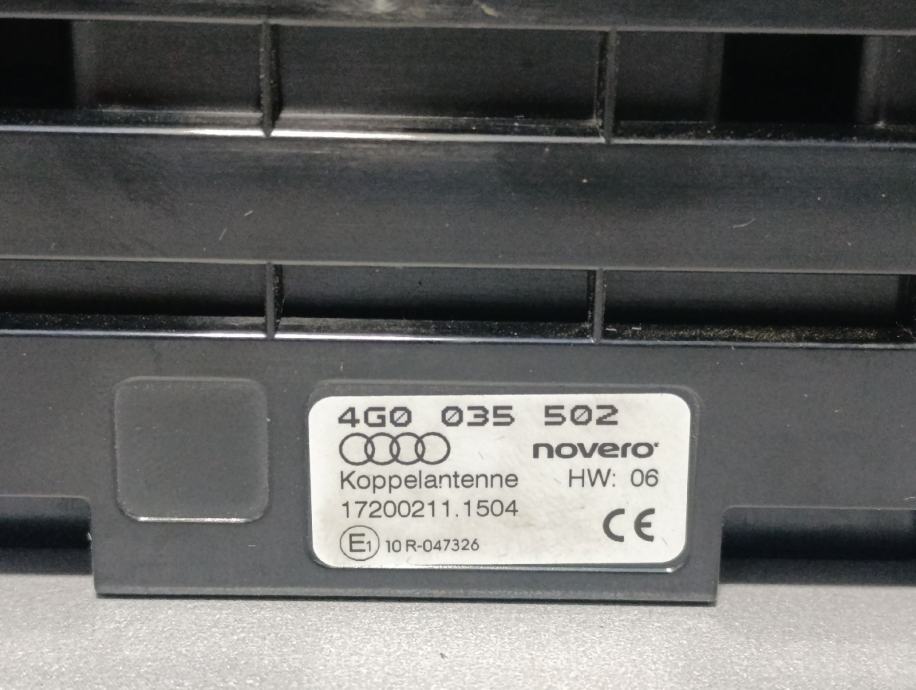 4G0 035 502
novero
Koppelantenne HW: 06
17200211.1504
CE
E1 10 R-047326